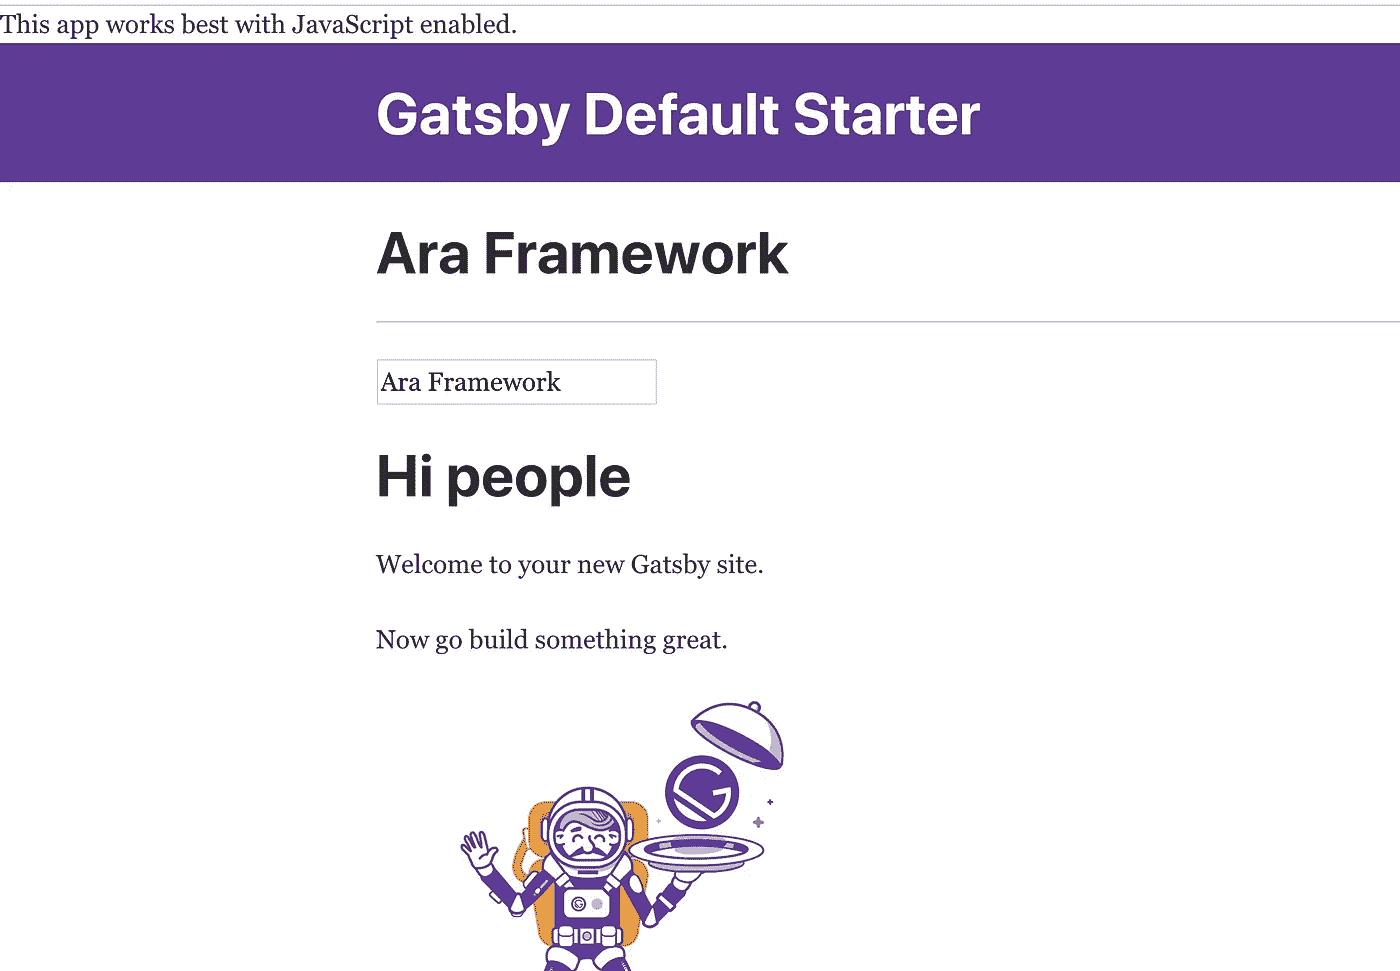 This app works best with JavaScript enabled.
Gatsby Default Starter
Ara Framework
Ara Framework
Hi people
Welcome to your new Gatsby site.
Now go build something great.